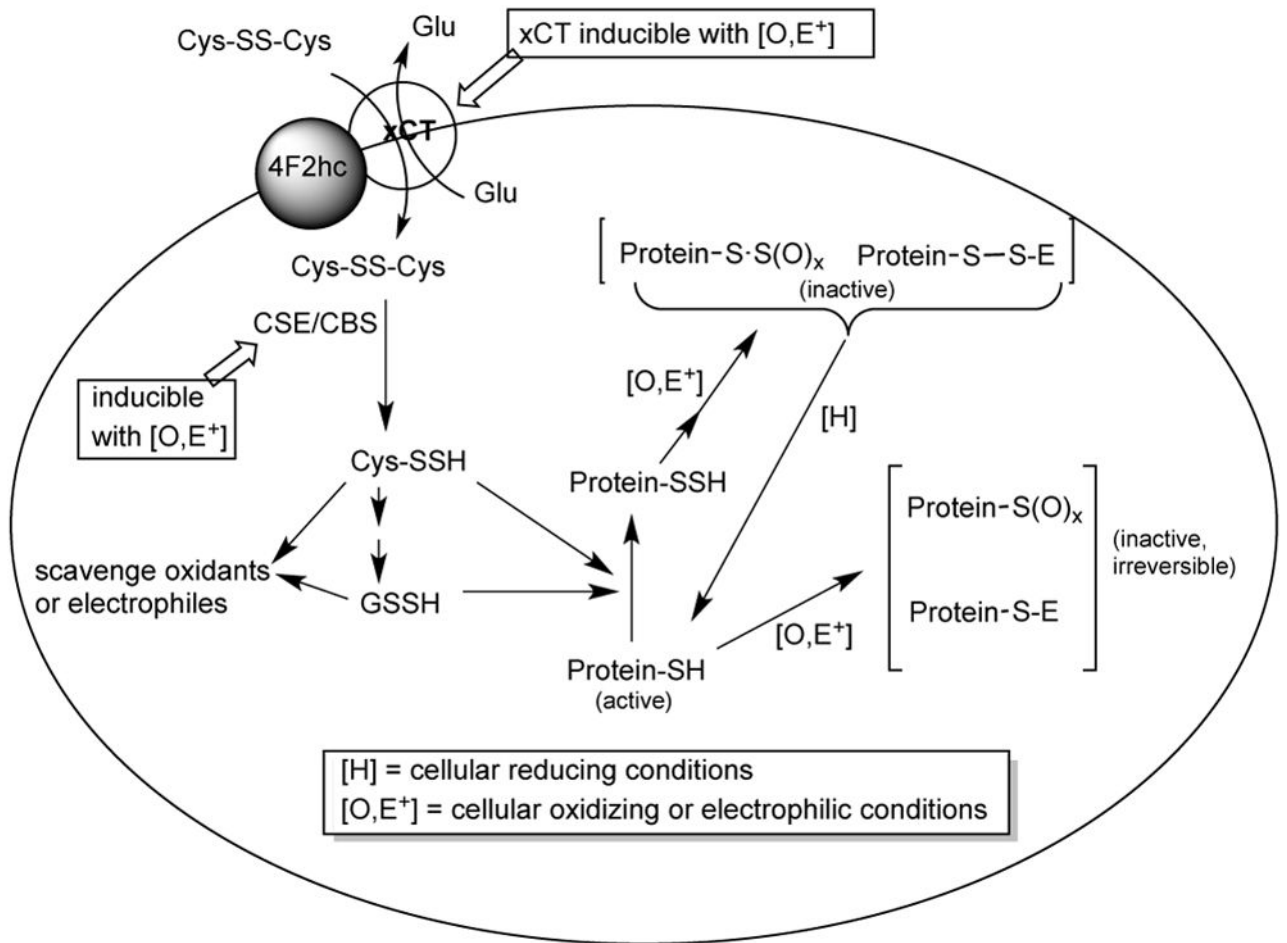 Cys-SS-Cys
Glu
xCT inducible with [O,E⁺]
xCT
4F2hc
Glu
Cys-SS-Cys
Protein-S·S(O)ₓ Protein-S—S-E
(inactive)
CSE/CBS
inducible
with [O,E⁺]
[O,E⁺]
[H]
Cys-SSH
Protein-SSH
Protein-S(O)ₓ
(inactive,
irreversible)
scavenge oxidants
or electrophiles
GSSH
Protein-S-E
[O,E⁺]
Protein-SH
(active)
[H] = cellular reducing conditions
[O,E⁺] = cellular oxidizing or electrophilic conditions